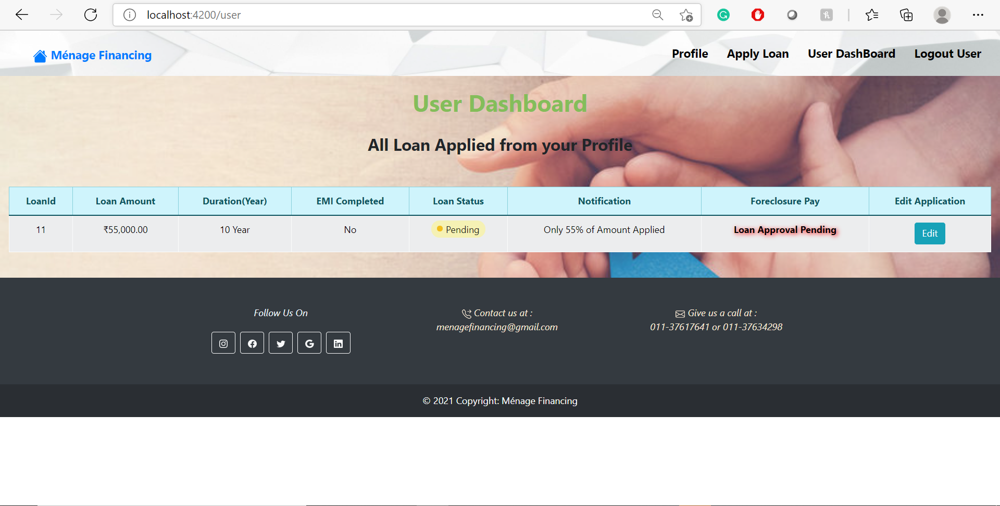 localhost:4200/user
Ménage Financing
Profile Apply Loan User DashBoard Logout User
User Dashboard
All Loan Applied from your Profile
LoanId Loan Amount Duration(Year) EMI Completed Loan Status Notification Foreclosure Pay Edit Application
11 ₹55,000.00 10 Year No Pending Only 55% of Amount Applied Loan Approval Pending Edit
Follow Us On
Contact us at :
menagefinancing@gmail.com
Give us a call at :
011-37617641 or 011-37634298
© 2021 Copyright: Ménage Financing